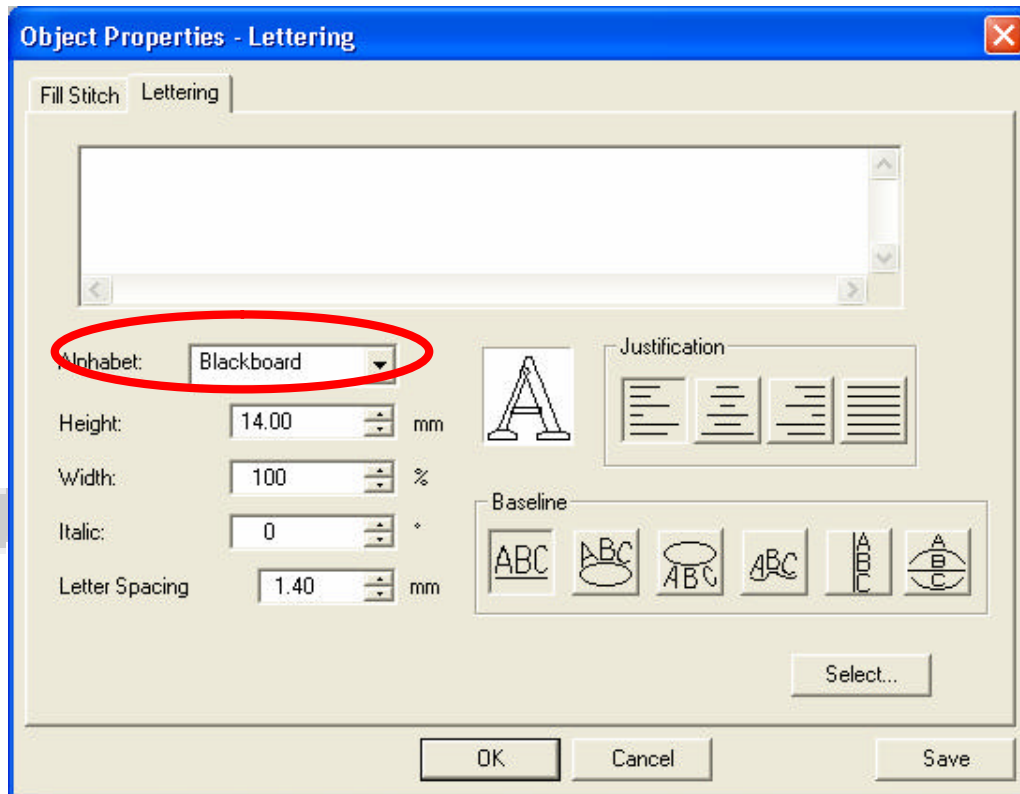 Object Properties - Lettering
Fill Stitch Lettering
Alphabet: Blackboard
A
Justification
Height: 14.00 mm
Width: 100 %
Baseline
Italic: 0 °
ABC ABC ABC ABC ABC ABC
Letter Spacing 1.40 mm
Select...
OK Cancel Save